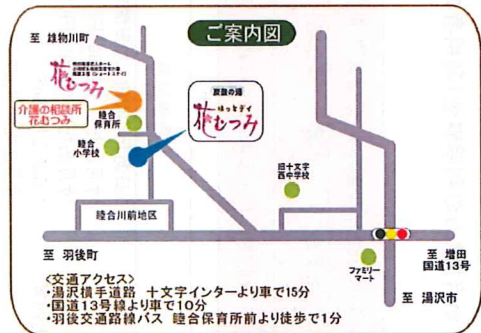 ご案内図
至 雄物川町
花むつみ
炭酸の湯
ほっとデイ
花むつみ
介護の相談所
花むつみ
睦合
保育所
睦合
小学校
旧十文字
西中学校
睦合川前地区
至 羽後町
至 増田
国道13号
ファミリー
マート
至 湯沢市
<交通アクセス>
・湯沢横手道路 十文字インターより車で15分
・国道13号線より車で10分
・羽後交通路線バス 睦合保育所前より徒歩で1分